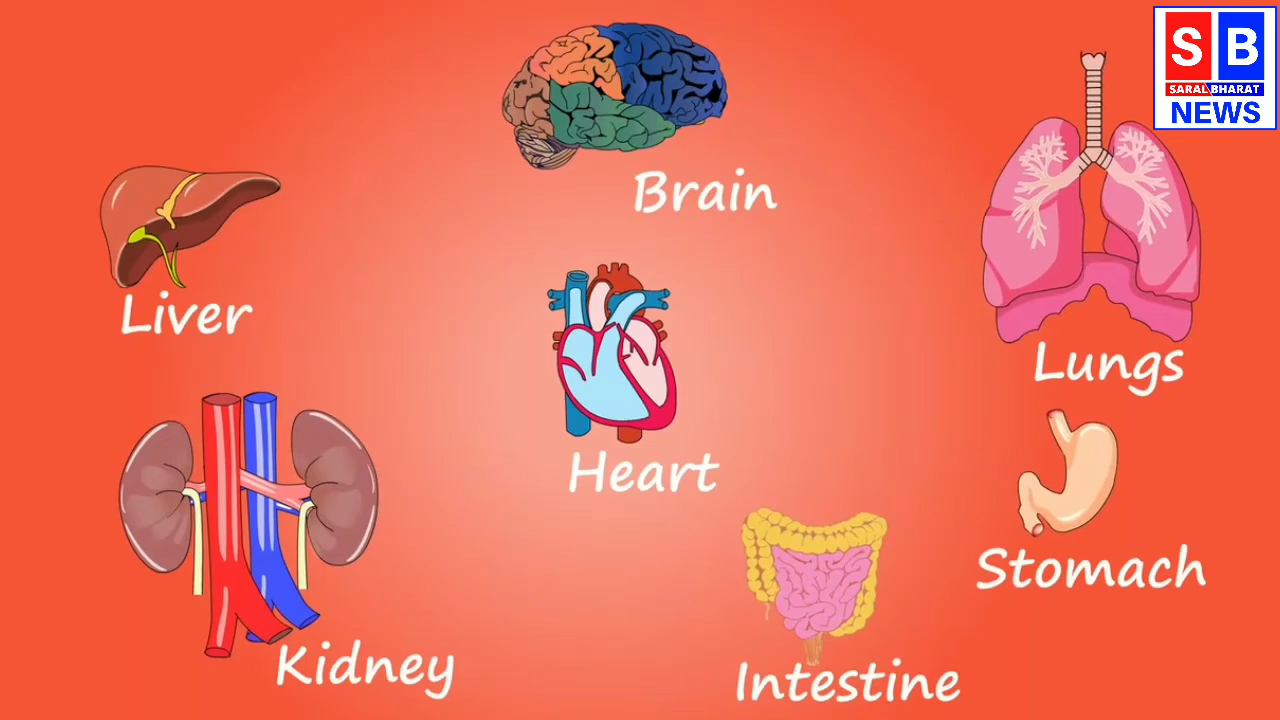 S B
SARAL BHARAT
NEWS
Brain
Liver
Lungs
Heart
Stomach
Kidney
Intestine